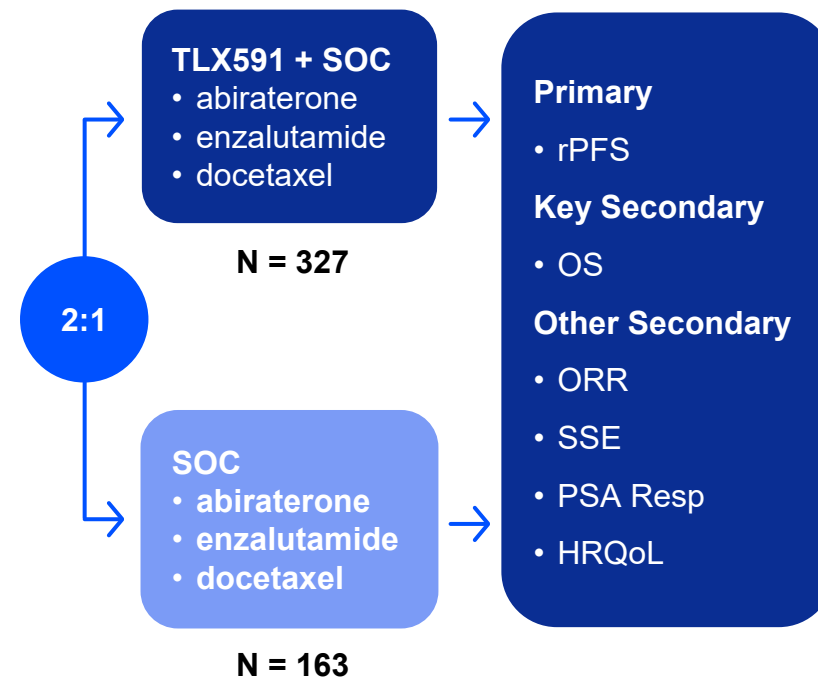 2:1
TLX591 + SOC
• abiraterone
• enzalutamide
• docetaxel
N = 327
SOC
• abiraterone
• enzalutamide
• docetaxel
N = 163
Primary
• rPFS
Key Secondary
• OS
Other Secondary
• ORR
• SSE
• PSA Resp
• HRQoL